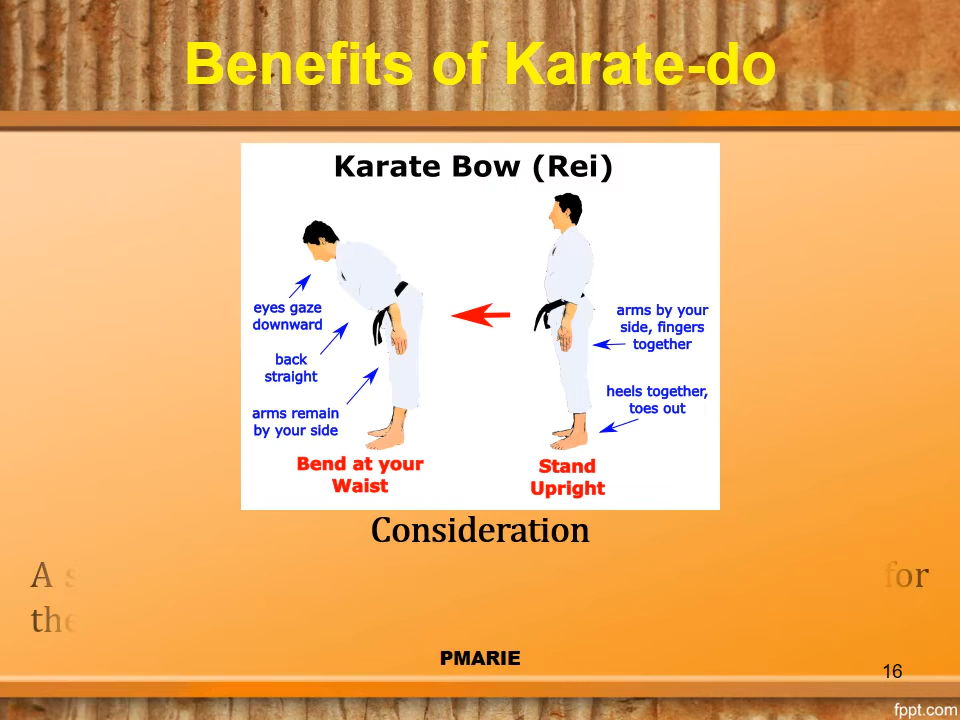 Benefits of Karate-do
Karate Bow (Rei)
eyes gaze
downward
back
straight
arms remain
by your side
Bend at your
Waist
arms by your
side, fingers
together
heels together,
toes out
Stand
Upright
Consideration
A for
the
PMARIE
16
fppt.com